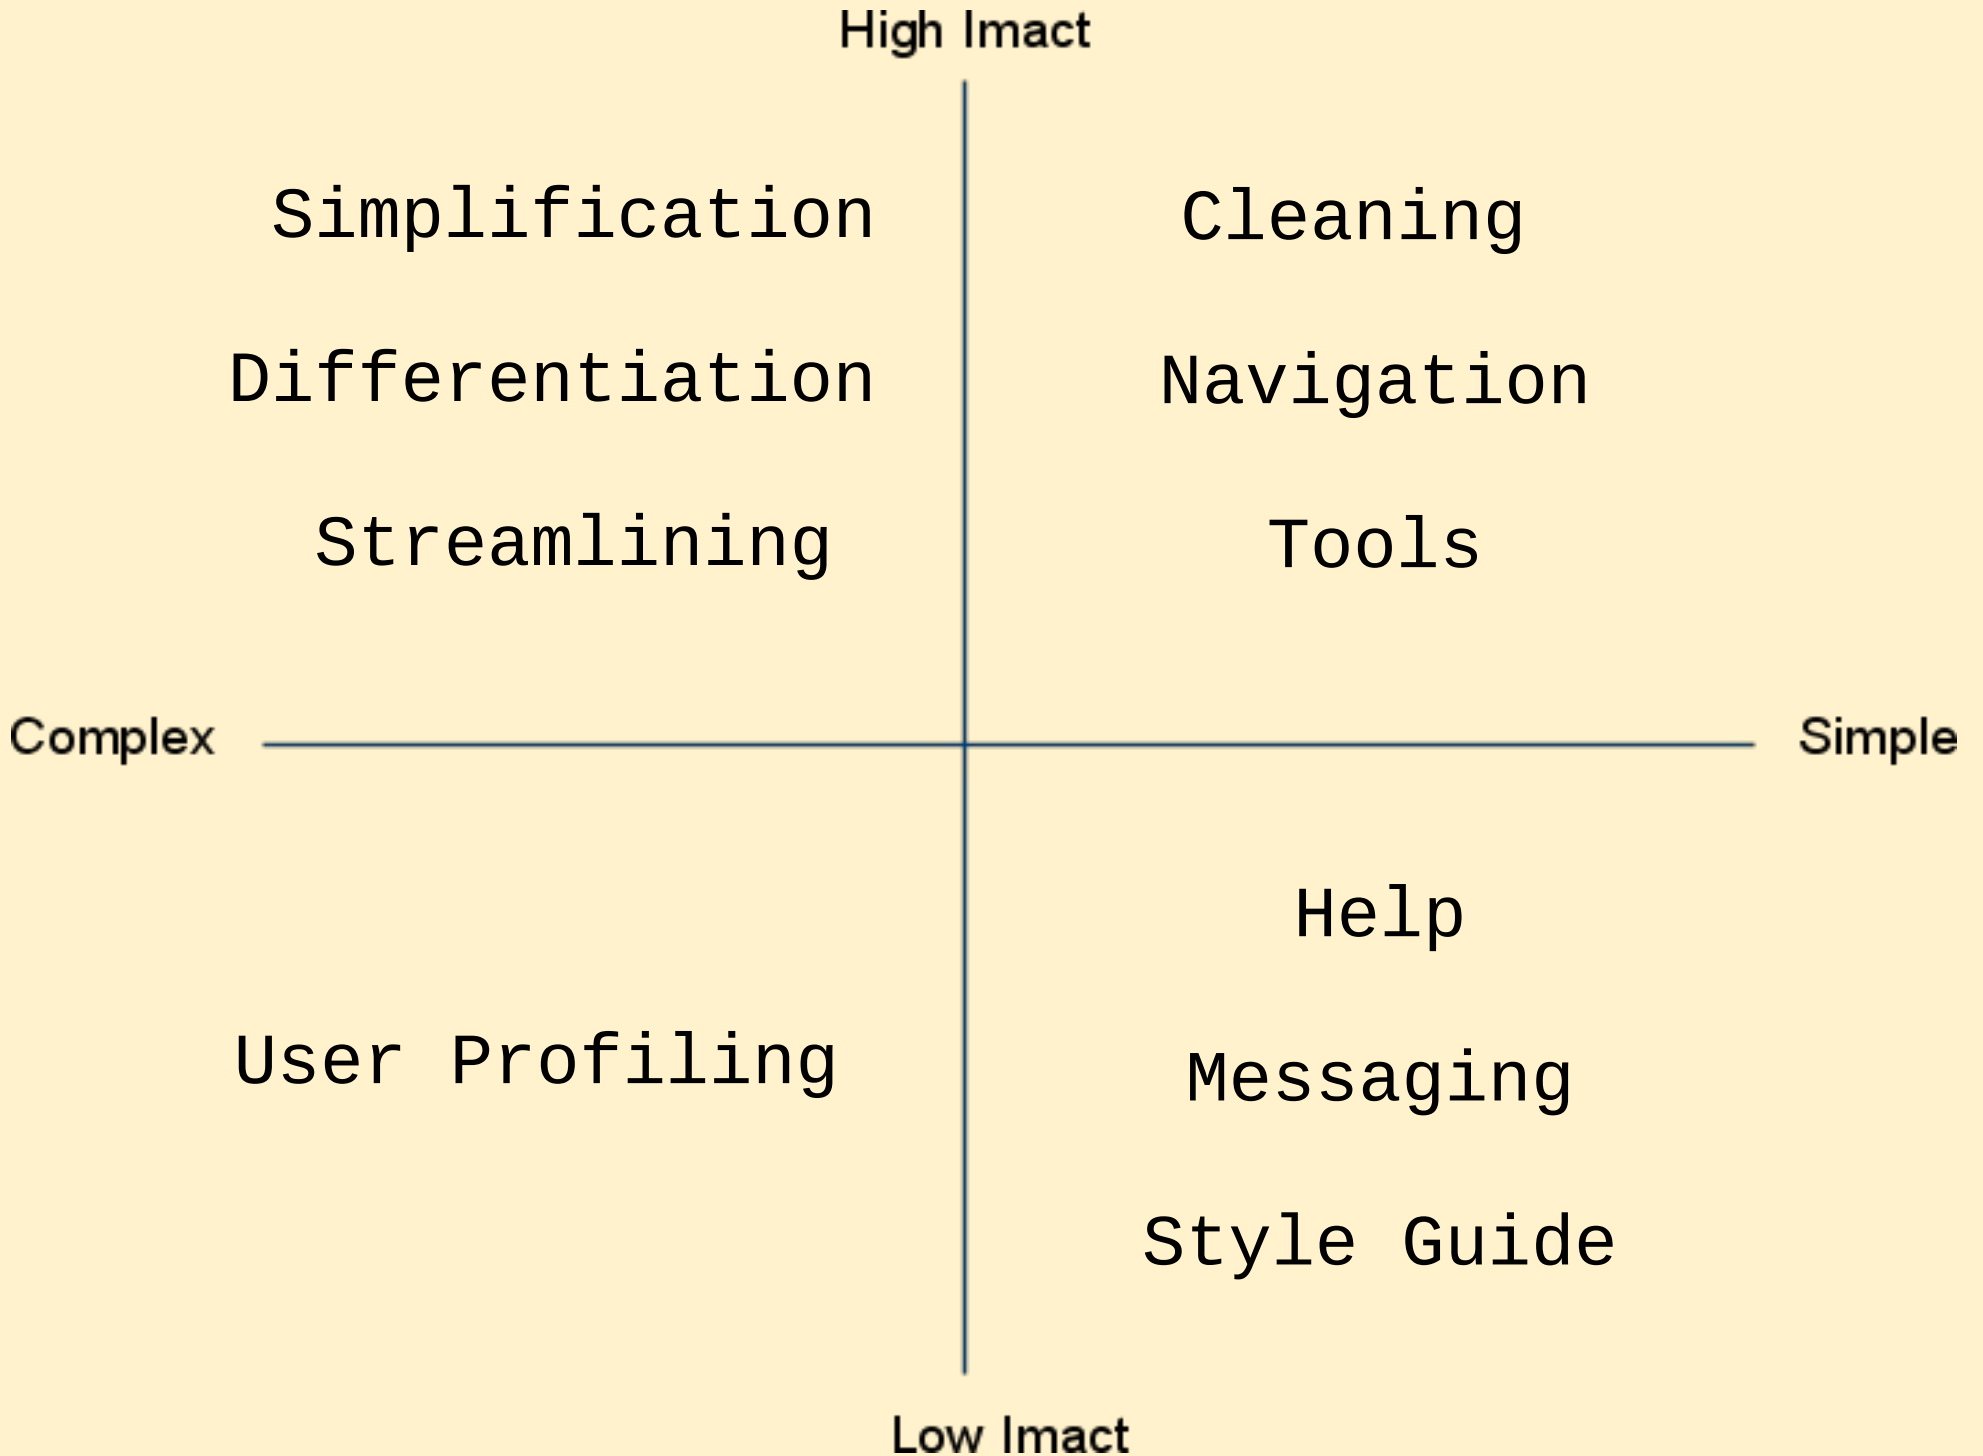 High Imact
Simplification
Cleaning
Differentiation
Navigation
Streamlining
Tools
Complex
Simple
Help
User Profiling
Messaging
Style Guide
Low Imact